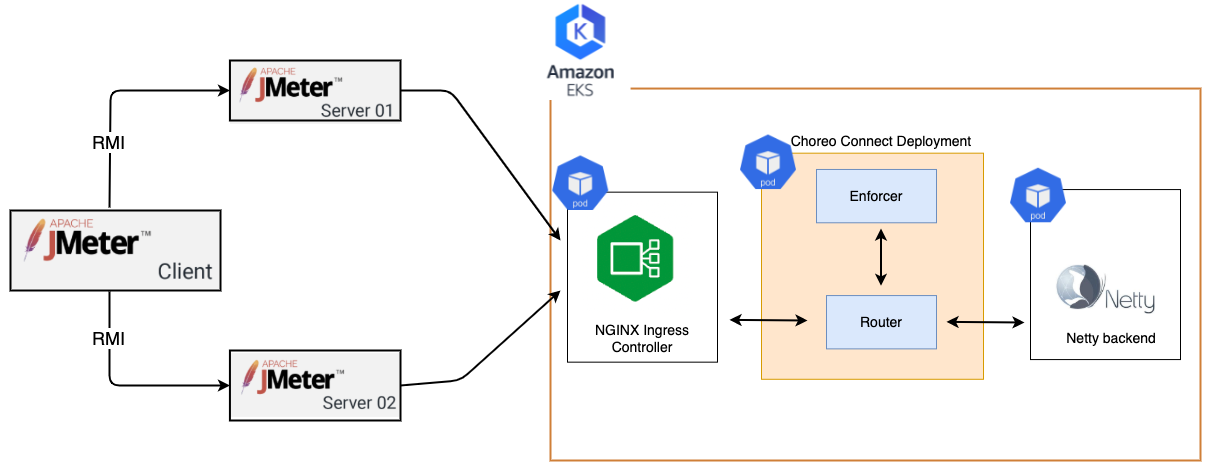 Amazon
EKS
APACHE
JMeter™
Server 01
RMI
APACHE
JMeter™
Client
RMI
APACHE
JMeter™
Server 02
pod
NGINX Ingress
Controller
Choreo Connect Deployment
pod
Enforcer
Router
pod
Netty
Netty backend